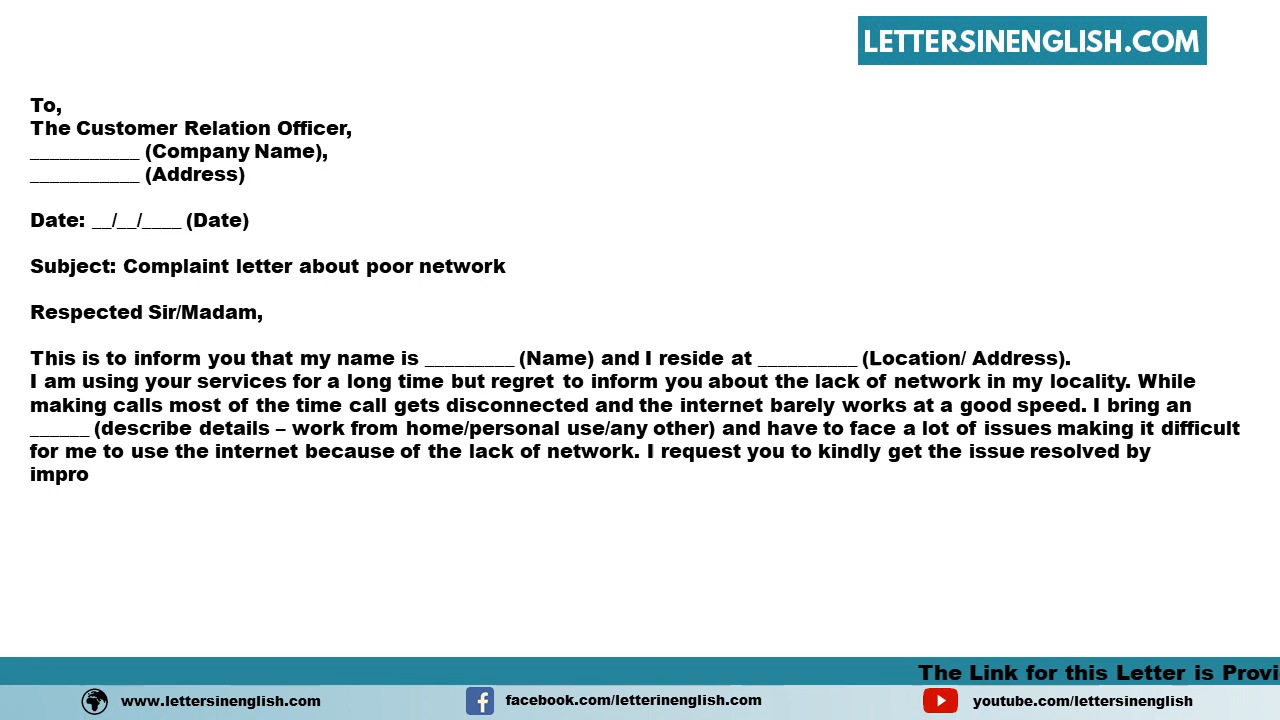 LETTERSINENGLISH.COM
To,
The Customer Relation Officer,
___________ (Company Name),
___________ (Address)
Date: __/__/____ (Date)
Subject: Complaint letter about poor network
Respected Sir/Madam,
This is to inform you that my name is _________ (Name) and I reside at __________ (Location/ Address).
I am using your services for a long time but regret to inform you about the lack of network in my locality. While
making calls most of the time call gets disconnected and the internet barely works at a good speed. I bring an
______ (describe details – work from home/personal use/any other) and have to face a lot of issues making it difficult
for me to use the internet because of the lack of network. I request you to kindly get the issue resolved by
impro
The Link for this Letter is Provi
www.lettersinenglish.com
facebook.com/letterinenglish.com
youtube.com/lettersinenglish